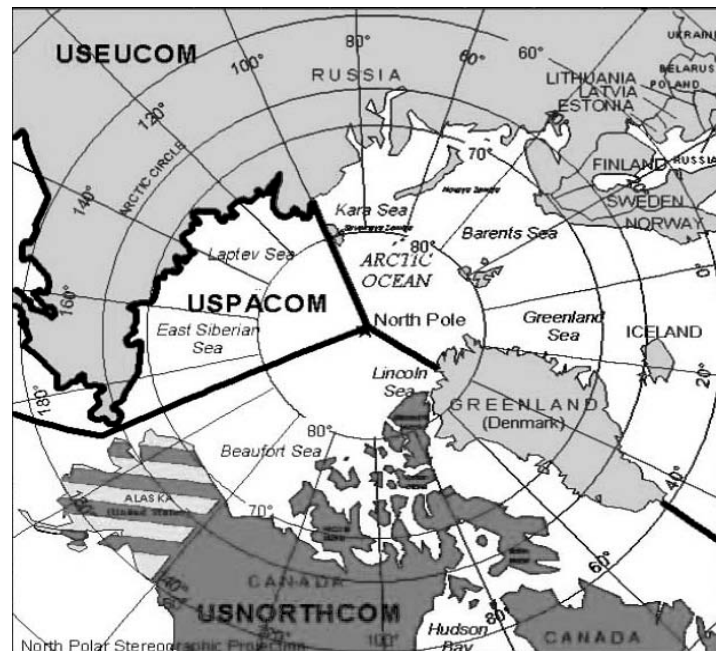 USEUCOM
80°
60°
UKRAINE
100°
RUSSIA
BELARUS
LITHUANIA
POLAND
LATVIA
ESTONIA
120°
70°
ARCTIC CIRCLE
FINLAND
RUSSIA
140°
SWEDEN
Kara Sea
NORWAY
80°
Barents Sea
Laptev Sea
ARCTIC
OCEAN
0°
160°
USPACOM
North Pole
Greenland
Sea
ICELAND
East Siberian
Sea
20°
Lincoln
Sea
180°
GREENLAND
(Denmark)
80°
Beaufort Sea
40°
ALASKA
(United States)
70°
60°
CANADA
USNORTHCOM
80°
Hudson
Bay
CANADA
100°
North Polar Stereographic Projection